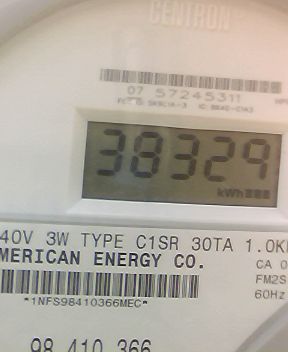 CENTRON
07 57245311
38329
kWh
40V 3W TYPE C1SR 30TA 1.0K
MERICAN ENERGY CO.
CA 0
FM2S
60Hz
*1NFS98410366MEC*
98 410 366